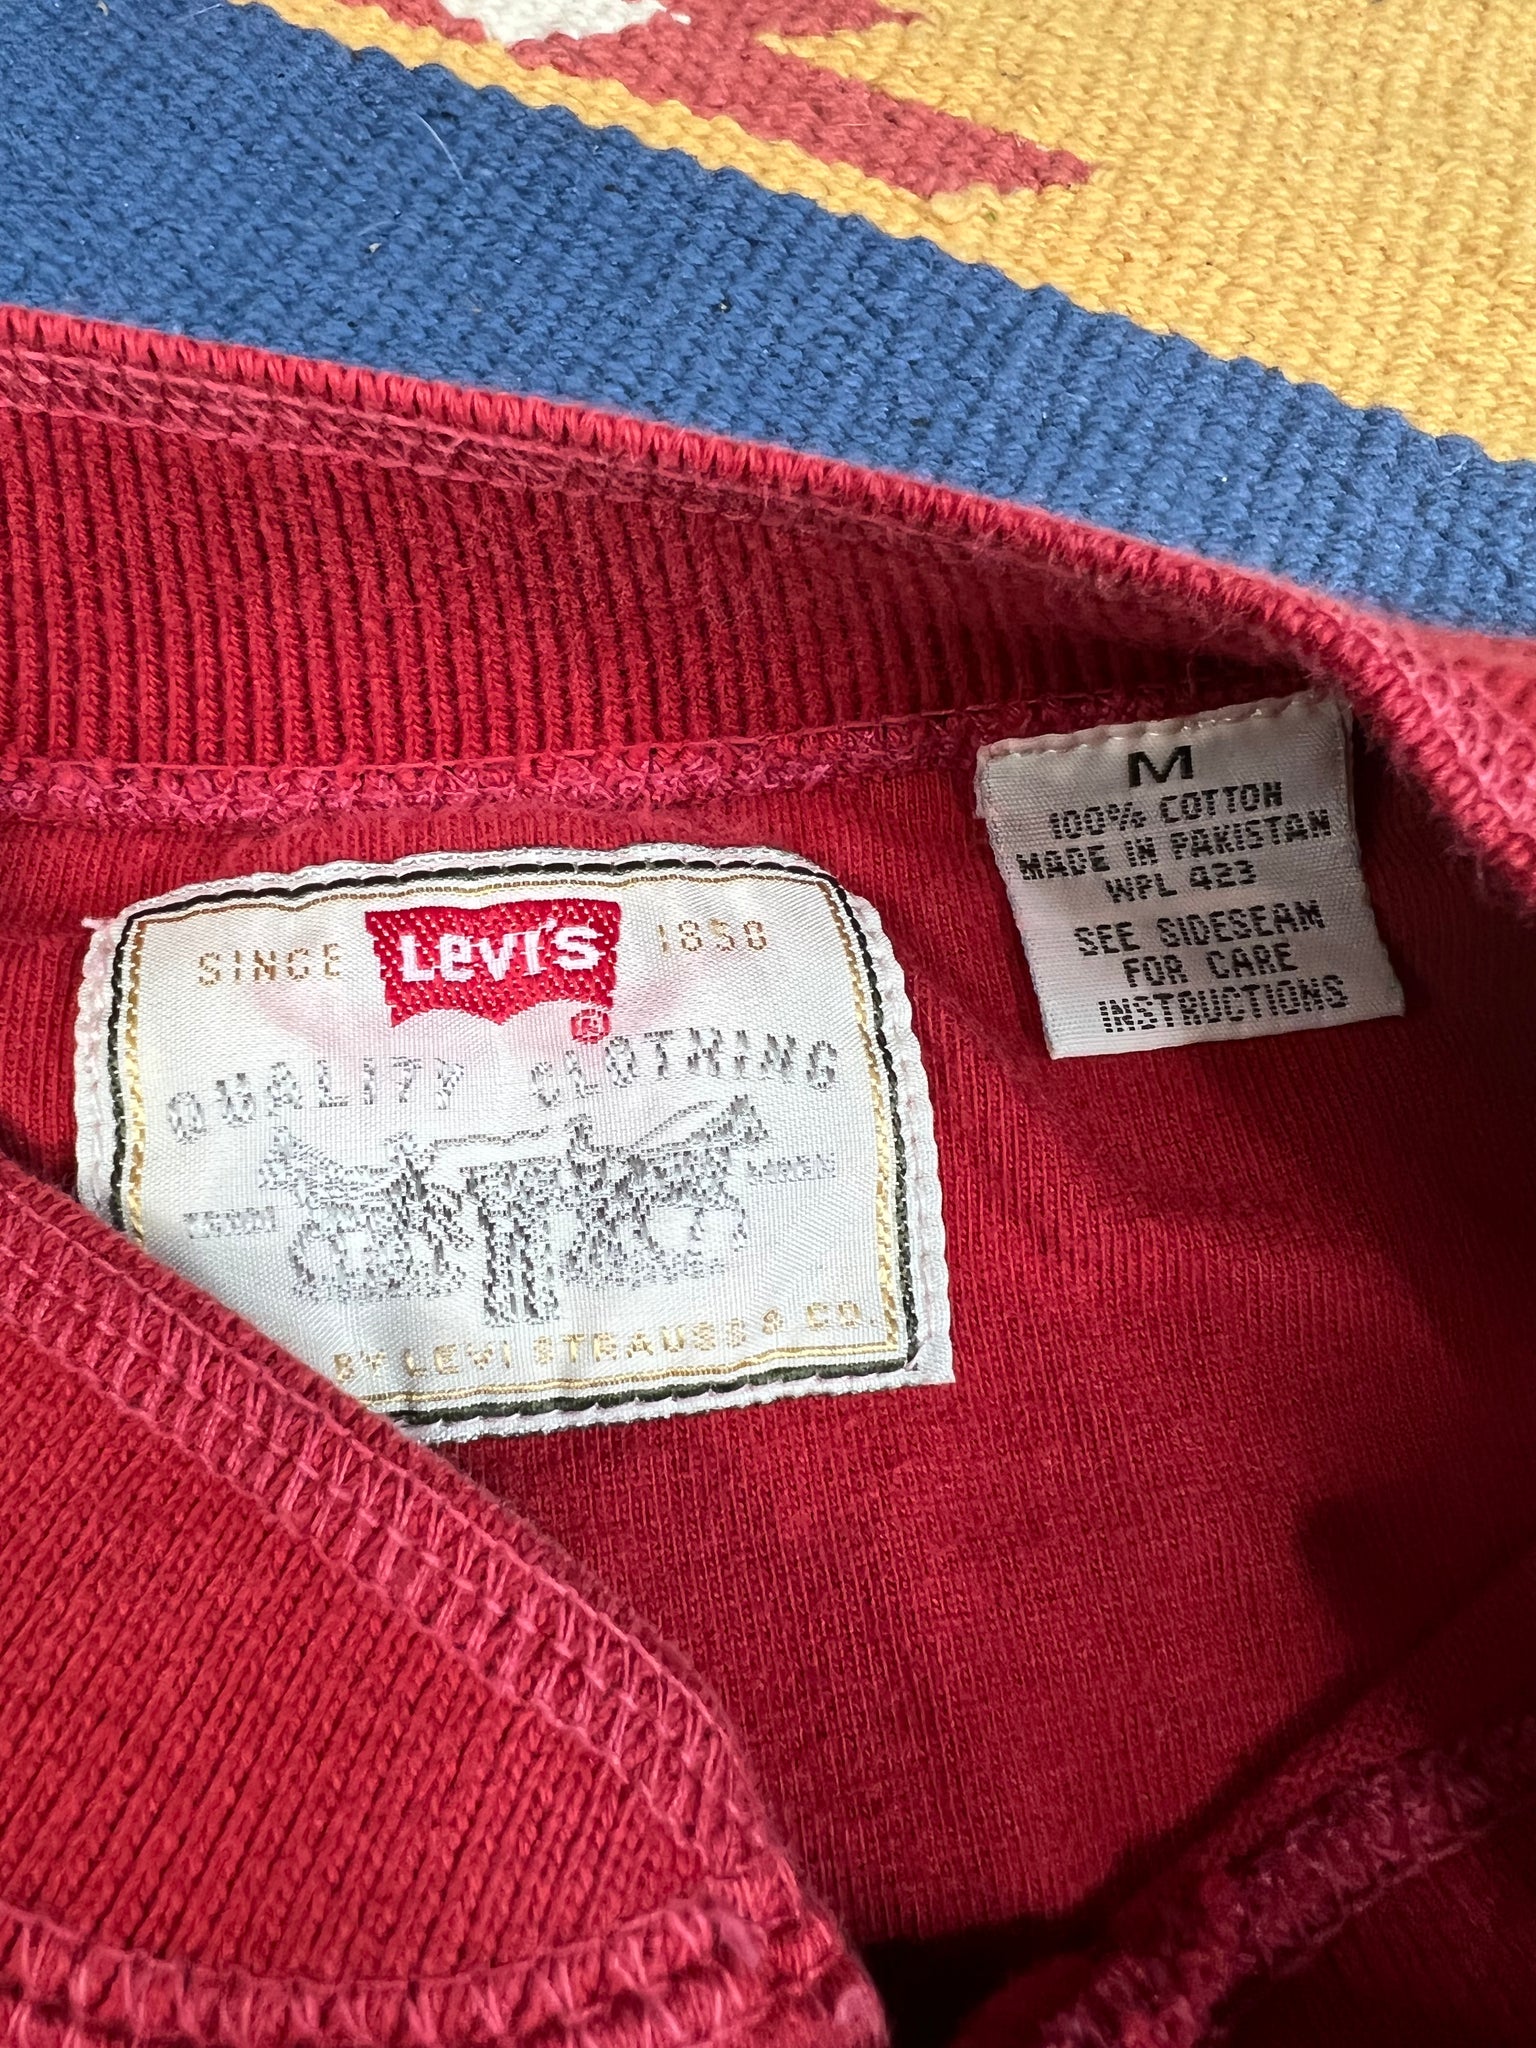 SINCE LEVI'S 1858
®
QUALITY CLOTHING
BY LEVI STRAUSS & CO.
M
100% COTTON
MADE IN PAKISTAN
WPL 423
SEE SIDESEAM
FOR CARE
INSTRUCTIONS